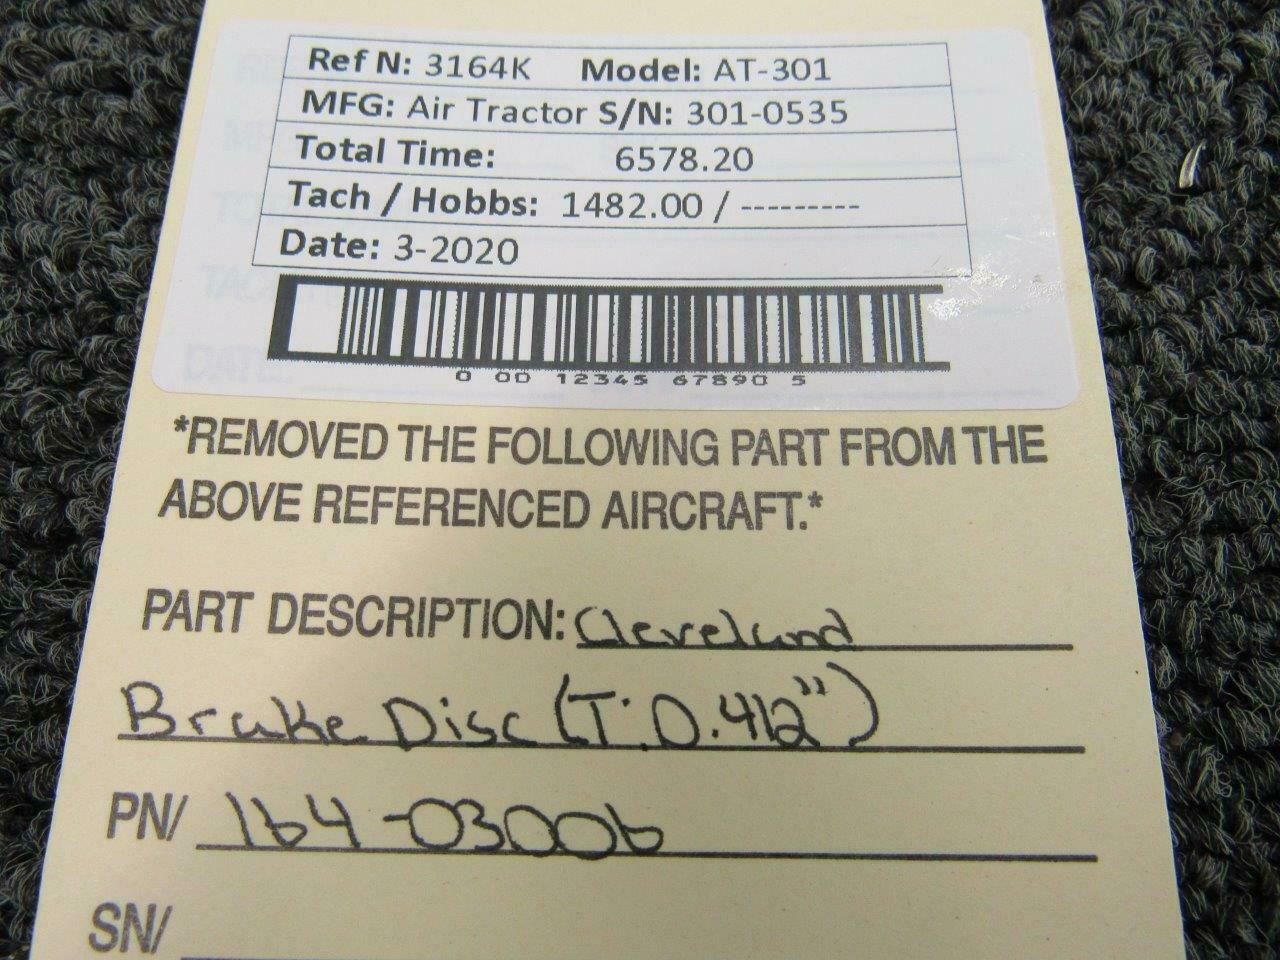 Ref N: 3164K Model: AT-301
MFG: Air Tractor S/N: 301-0535
Total Time: 6578.20
Tach / Hobbs: 1482.00 / ---------
Date: 3-2020
0 00 12345 67890 5
*REMOVED THE FOLLOWING PART FROM THE
ABOVE REFERENCED AIRCRAFT.*
PART DESCRIPTION: Cleveland
Brake Disc (T.D. .412")
PN/ 164-03006
SN/